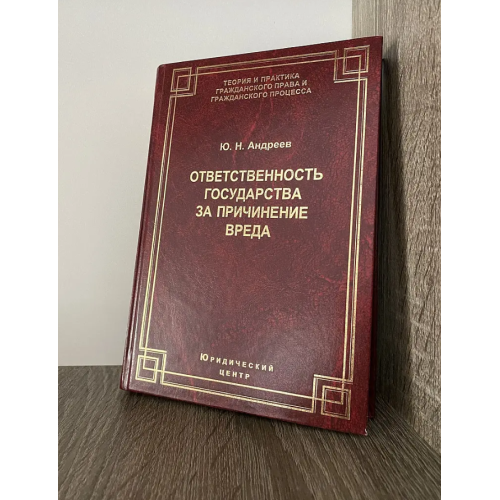 ТЕОРИЯ И ПРАКТИКА
ГРАЖДАНСКОГО ПРАВА И
ГРАЖДАНСКОГО ПРОЦЕССА
Ю. Н. Андреев
ОТВЕТСТВЕННОСТЬ
ГОСУДАРСТВА
ЗА ПРИЧИНЕНИЕ
ВРЕДА
ЮРИДИЧЕСКИЙ
ЦЕНТР